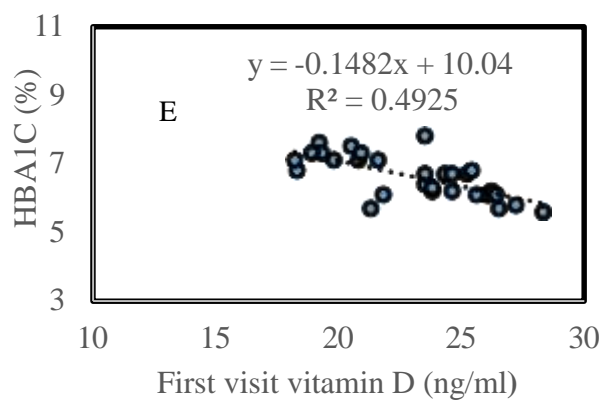 11
y = -0.1482x + 10.04
9
R² = 0.4925
E
HBA1C (%)
7
5
3
10 15 20 25 30
First visit vitamin D (ng/ml)